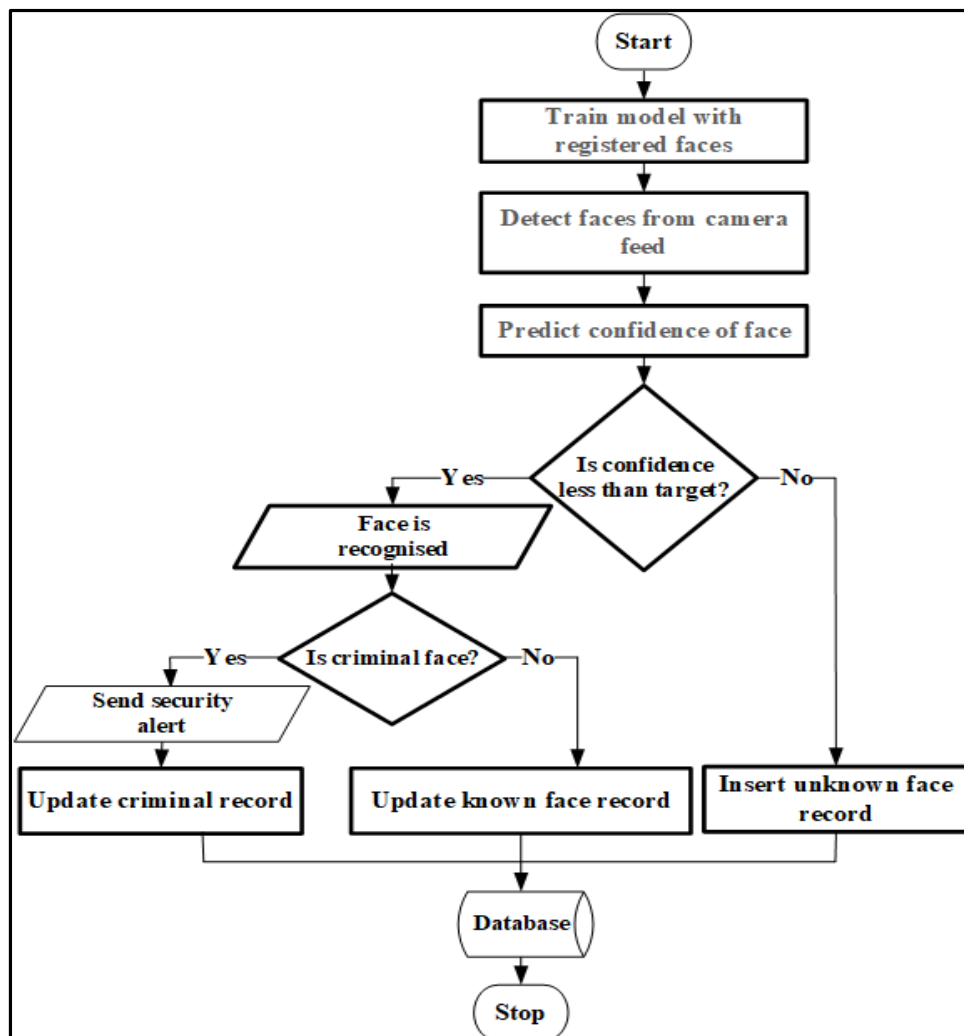 Start
Train model with
registered faces
Detect faces from camera
feed
Predict confidence of face
Is confidence
less than target?
Yes
No
Face is
recognised
Is criminal face?
Yes
No
Send security
alert
Update criminal record
Update known face record
Insert unknown face
record
Database
Stop